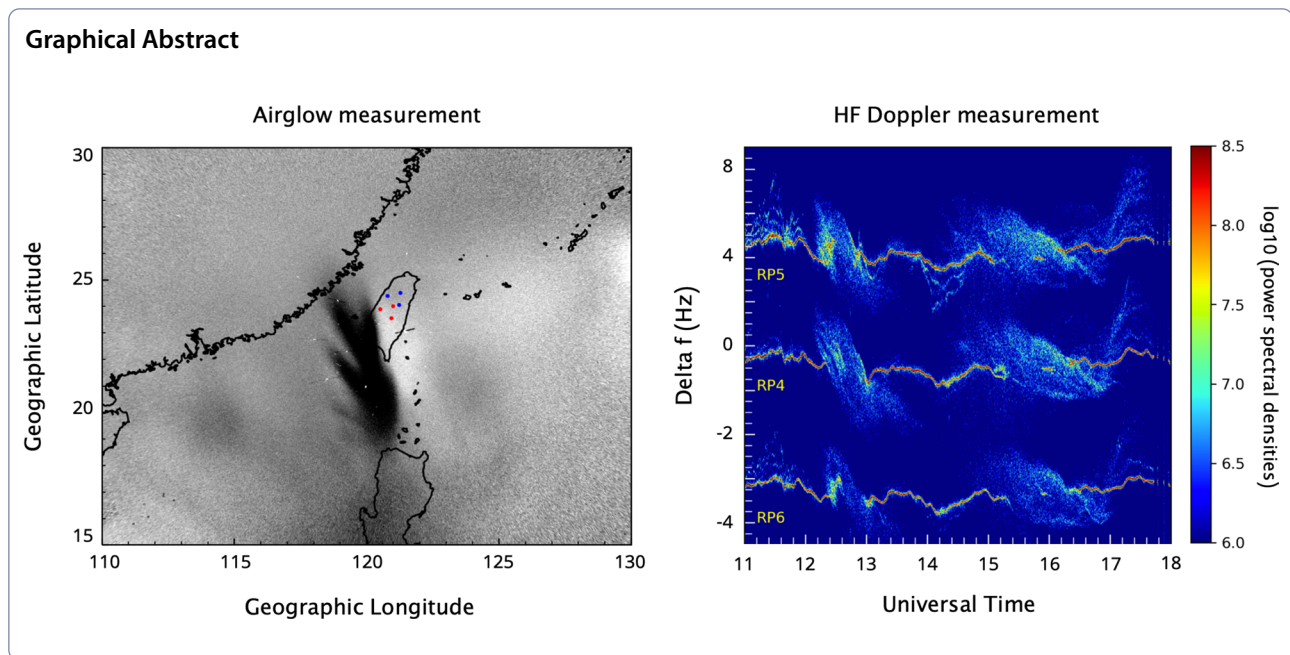 Graphical Abstract
Airglow measurement
HF Doppler measurement
30
25
20
15
Geographic Latitude
110
115
120
125
130
Geographic Longitude
8
4
0
-2
-4
Delta f (Hz)
RP5
RP4
RP6
11
12
13
14
15
16
17
18
Universal Time
8.5
8.0
7.5
7.0
6.5
6.0
log10 (power spectral densities)